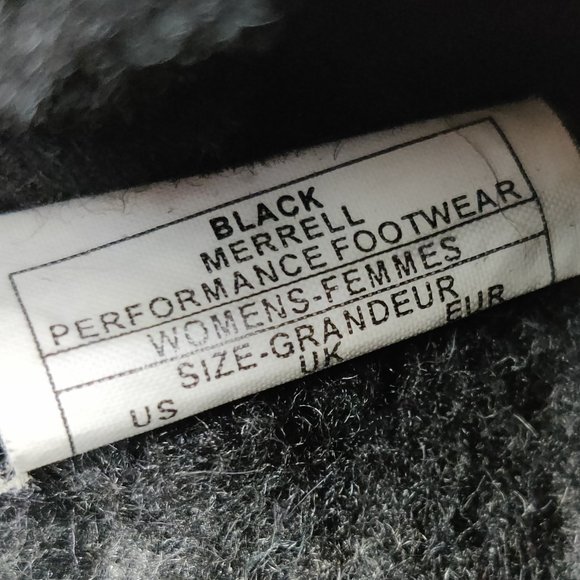 BLACK
MERRELL
PERFORMANCE FOOTWEAR
WOMENS-FEMMES
SIZE-GRANDEUR
US UK EUR